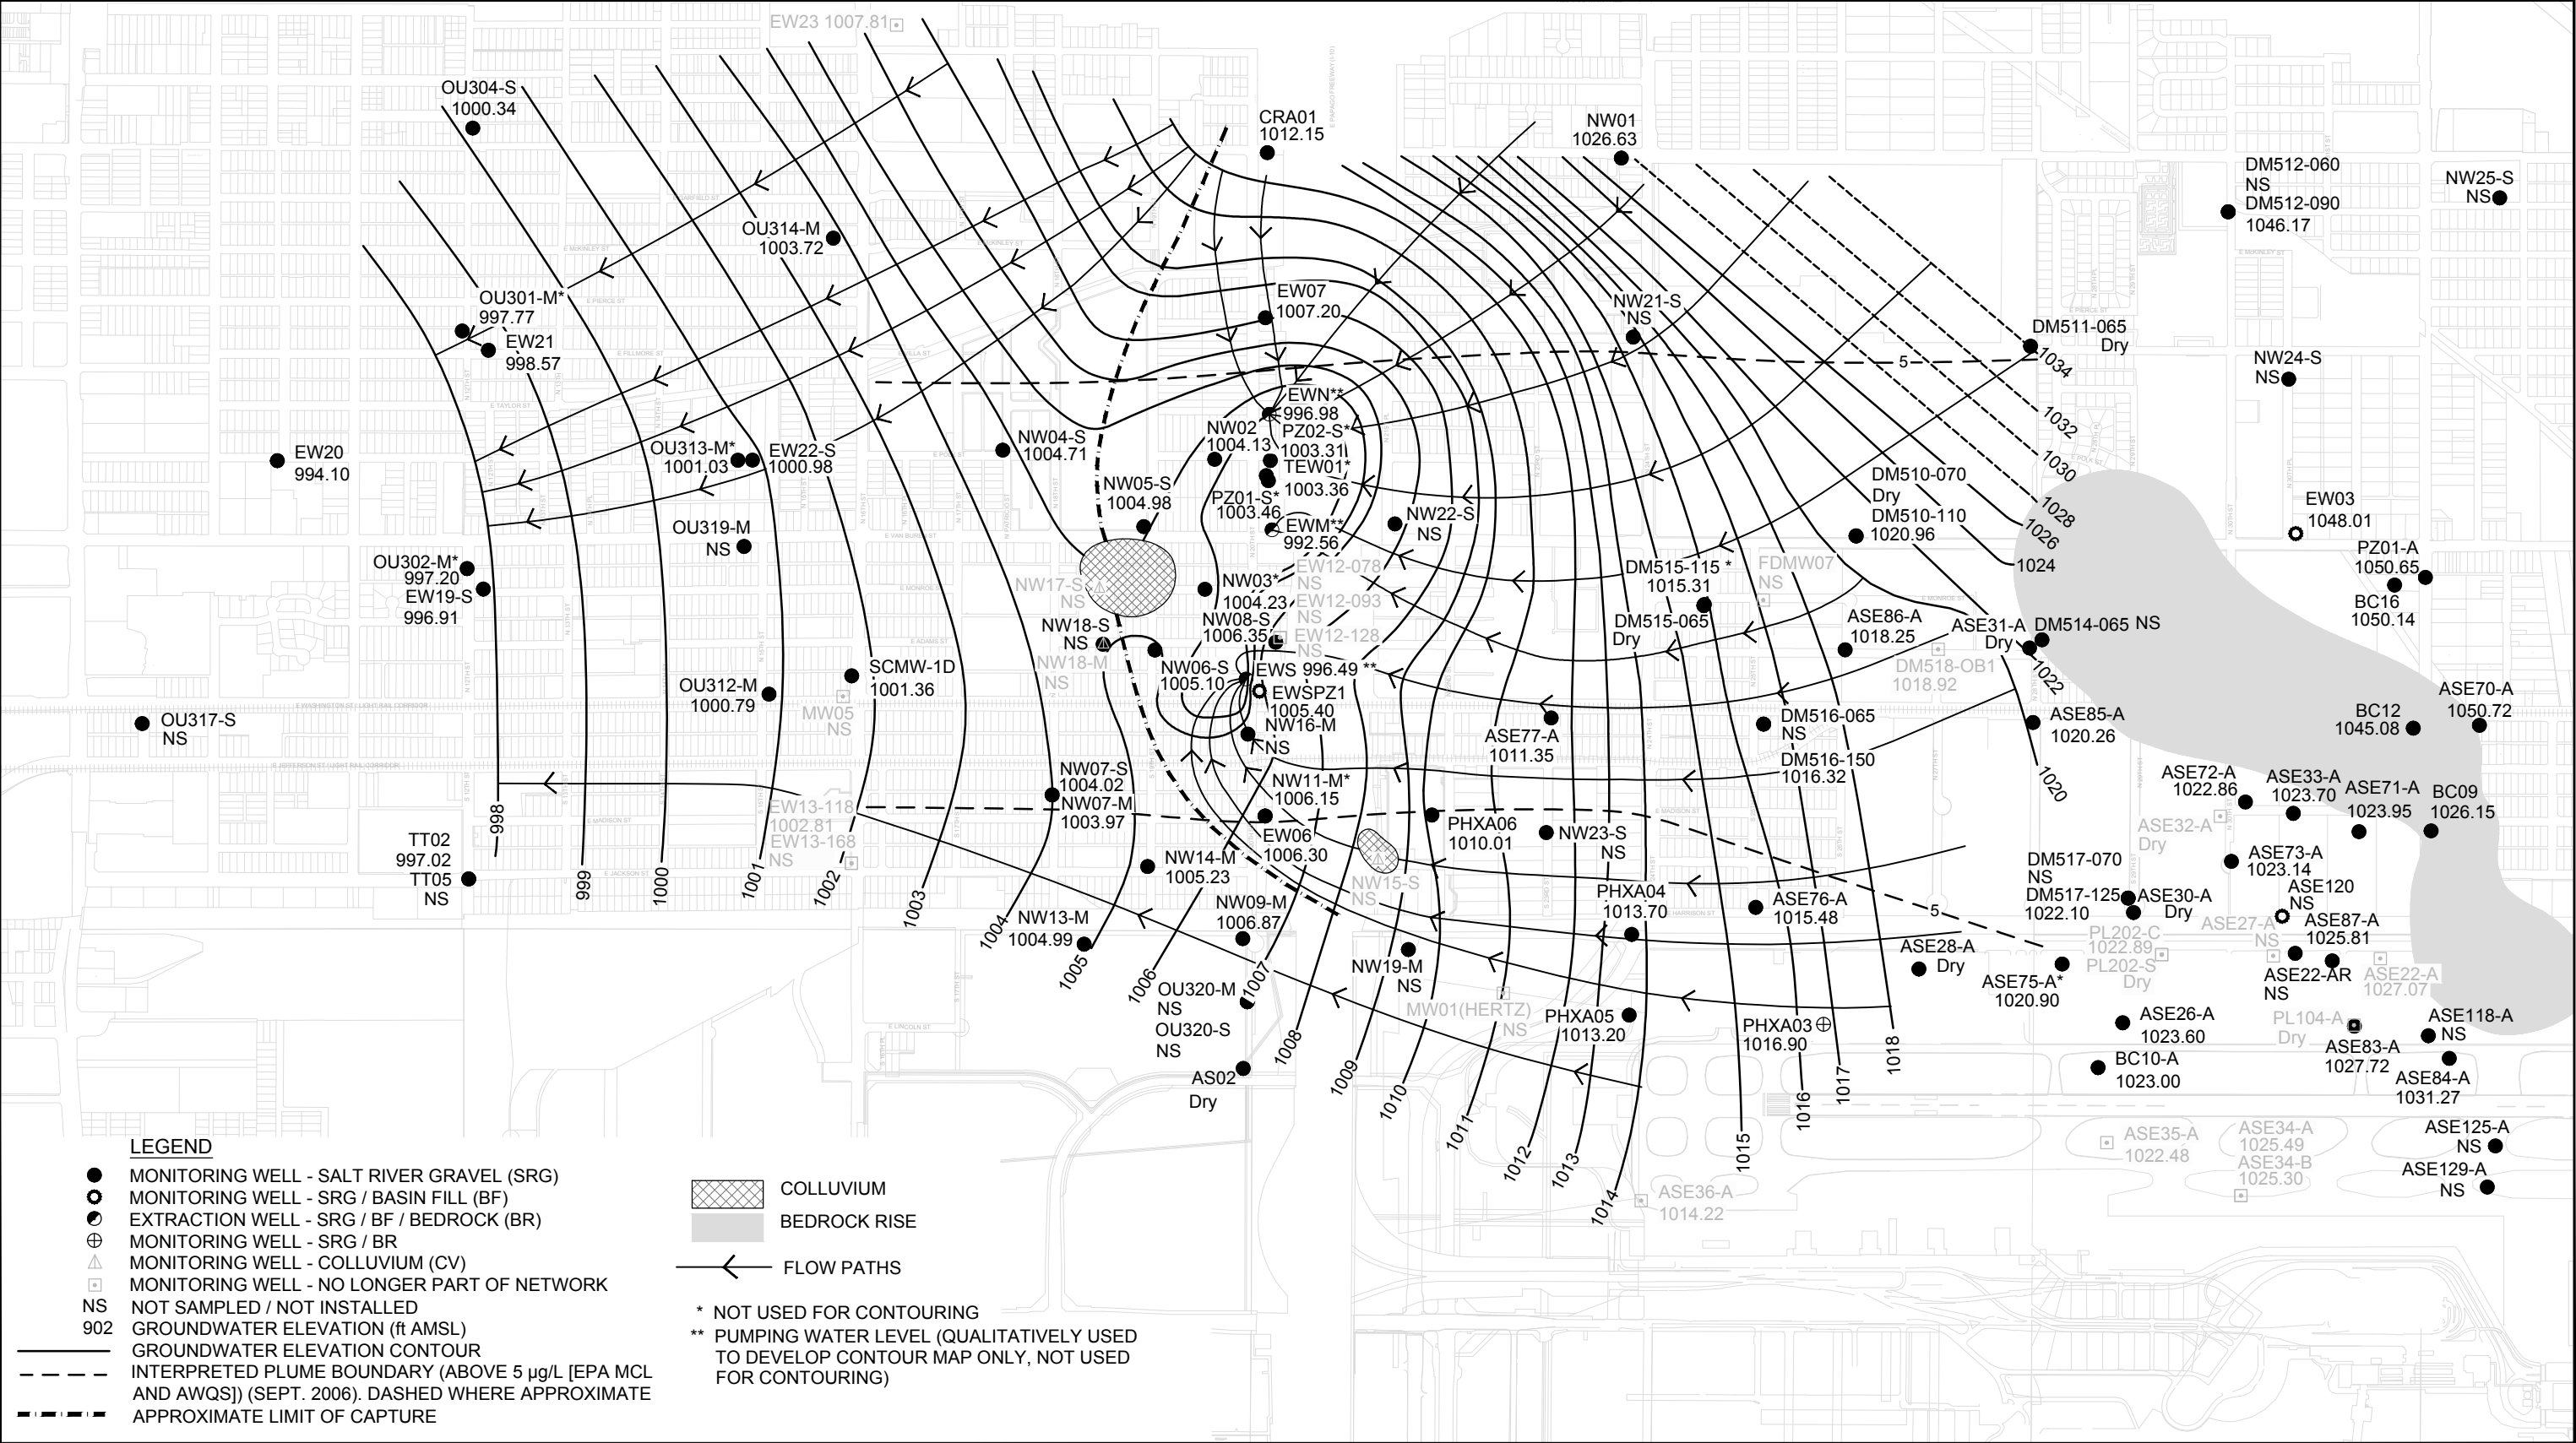 EW23 1007.81
OU304-S
1000.34
CRA01
1012.15
NW01
1026.63
DM512-060
NS
DM512-090
1046.17
NW25-S
NS
OU314-M
1003.72
OU301-M*
997.77
EW21
998.57
EW07
1007.20
NW21-S
NS
DM511-065
Dry
NW24-S
NS
5
1034
1032
1030
1028
1026
1024
1022
1020
EWN**
996.98
PZ02-S*
1003.31
TEW01*
1003.36
NW02
1004.13
PZ01-S*
1003.46
EWM**
992.56
NW04-S
1004.71
NW05-S
1004.98
NW22-S
NS
EW20
994.10
OU313-M*
1001.03
EW22-S
1000.98
OU319-M
NS
OU302-M*
997.20
EW19-S
996.91
DM510-070
Dry
DM510-110
1020.96
EW03
1048.01
PZ01-A
1050.65
BC16
1050.14
NW17-S
NS
NW03*
1004.23
EW12-078
NS
EW12-093
NS
EW12-128
NS
NW08-S
1006.35
DM515-115 *
1015.31
DM515-065
Dry
FDMW07
NS
ASE86-A
1018.25
ASE31-A
Dry
DM514-065 NS
DM518-OB1
1018.92
NW18-S
NS
NW18-M
NS
NW06-S
1005.10
EWS 996.49 **
EWSPZ1
1005.40
NW16-M
NS
SCMW-1D
1001.36
OU312-M
1000.79
MW05
NS
OU317-S
NS
ASE77-A
1011.35
DM516-065
NS
DM516-150
1016.32
ASE85-A
1020.26
BC12
1045.08
ASE70-A
1050.72
NW07-S
1004.02
NW07-M
1003.97
NW11-M*
1006.15
EW06
1006.30
EW13-118
1002.81
EW13-168
NS
TT02
997.02
TT05
NS
PHXA06
1010.01
NW23-S
NS
ASE72-A
1022.86
ASE33-A
1023.70
ASE71-A
1023.95
BC09
1026.15
ASE32-A
Dry
ASE73-A
1023.14
NW14-M
1005.23
NW15-S
NS
DM517-070
NS
DM517-125
1022.10
ASE30-A
Dry
ASE120
NS
PHXA04
1013.70
ASE76-A
1015.48
5
NW09-M
1006.87
NW13-M
1004.99
ASE27-A
NS
ASE87-A
1025.81
PL202-C
1022.89
PL202-S
Dry
ASE28-A
Dry
ASE75-A*
1020.90
ASE22-AR
NS
ASE22-A
1027.07
NW19-M
NS
MW01(HERTZ)
NS
OU320-M
NS
OU320-S
NS
PHXA05
1013.20
PHXA03
1016.90
ASE26-A
1023.60
PL104-A
Dry
ASE118-A
NS
ASE83-A
1027.72
BC10-A
1023.00
ASE84-A
1031.27
AS02
Dry
998
999
1000
1001
1002
1003
1004
1005
1006
1007
1008
1009
1010
1011
1012
1013
1014
1015
1016
1017
1018
ASE35-A
1022.48
ASE34-A
1025.49
ASE34-B
1025.30
ASE125-A
NS
ASE129-A
NS
ASE36-A
1014.22
LEGEND
MONITORING WELL - SALT RIVER GRAVEL (SRG)
MONITORING WELL - SRG / BASIN FILL (BF)
EXTRACTION WELL - SRG / BF / BEDROCK (BR)
MONITORING WELL - SRG / BR
MONITORING WELL - COLLUVIUM (CV)
MONITORING WELL - NO LONGER PART OF NETWORK
NS NOT SAMPLED / NOT INSTALLED
902 GROUNDWATER ELEVATION (ft AMSL)
GROUNDWATER ELEVATION CONTOUR
INTERPRETED PLUME BOUNDARY (ABOVE 5 µg/L [EPA MCL
AND AWQS]) (SEPT. 2006). DASHED WHERE APPROXIMATE
APPROXIMATE LIMIT OF CAPTURE
COLLUVIUM
BEDROCK RISE
FLOW PATHS
* NOT USED FOR CONTOURING
** PUMPING WATER LEVEL (QUALITATIVELY USED
TO DEVELOP CONTOUR MAP ONLY, NOT USED
FOR CONTOURING)